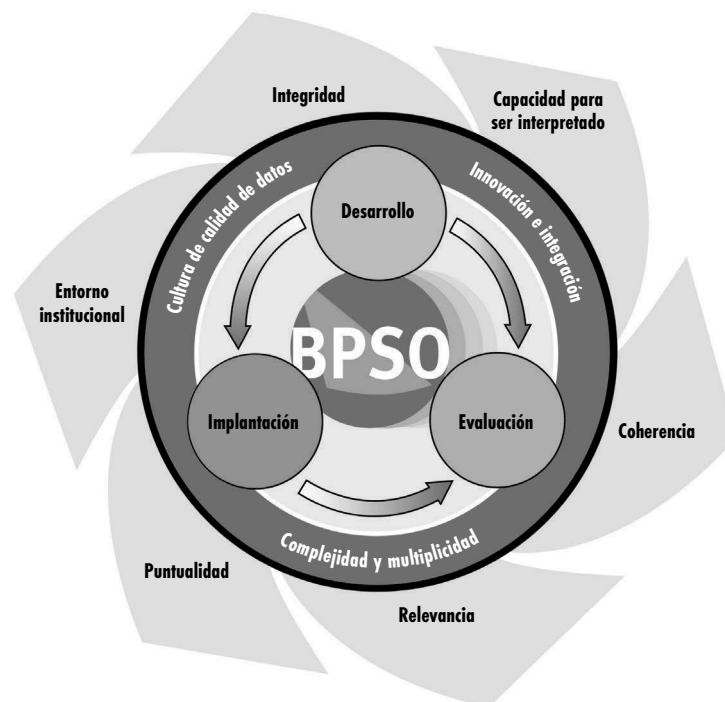 Integridad
Capacidad para
ser interpretado
Cultura de calidad de datos
Innovación e integración
Desarrollo
Entorno
institucional
BPSO
Implantación
Evaluación
Coherencia
Complejidad y multiplicidad
Puntualidad
Relevancia